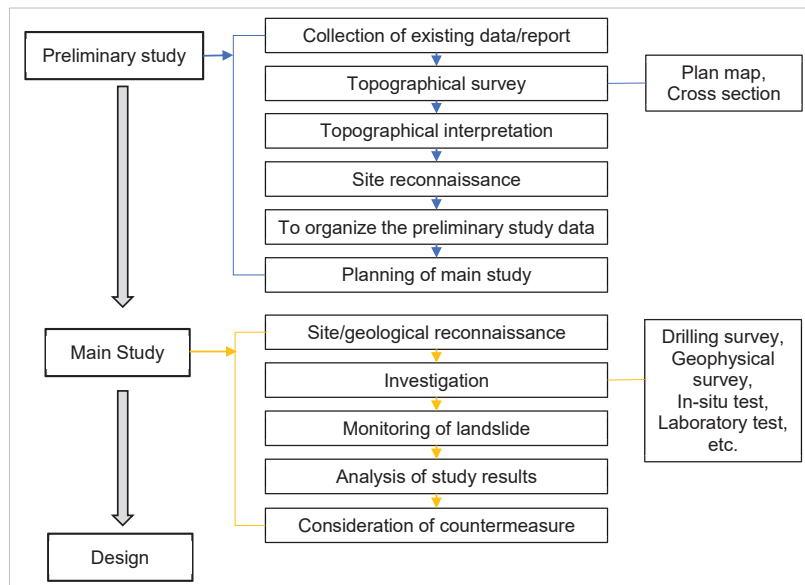 Preliminary study
Collection of existing data/report
Topographical survey
Plan map,
Cross section
Topographical interpretation
Site reconnaissance
To organize the preliminary study data
Planning of main study
Main Study
Site/geological reconnaissance
Investigation
Drilling survey,
Geophysical
survey,
In-situ test,
Laboratory test,
etc.
Monitoring of landslide
Analysis of study results
Consideration of countermeasure
Design